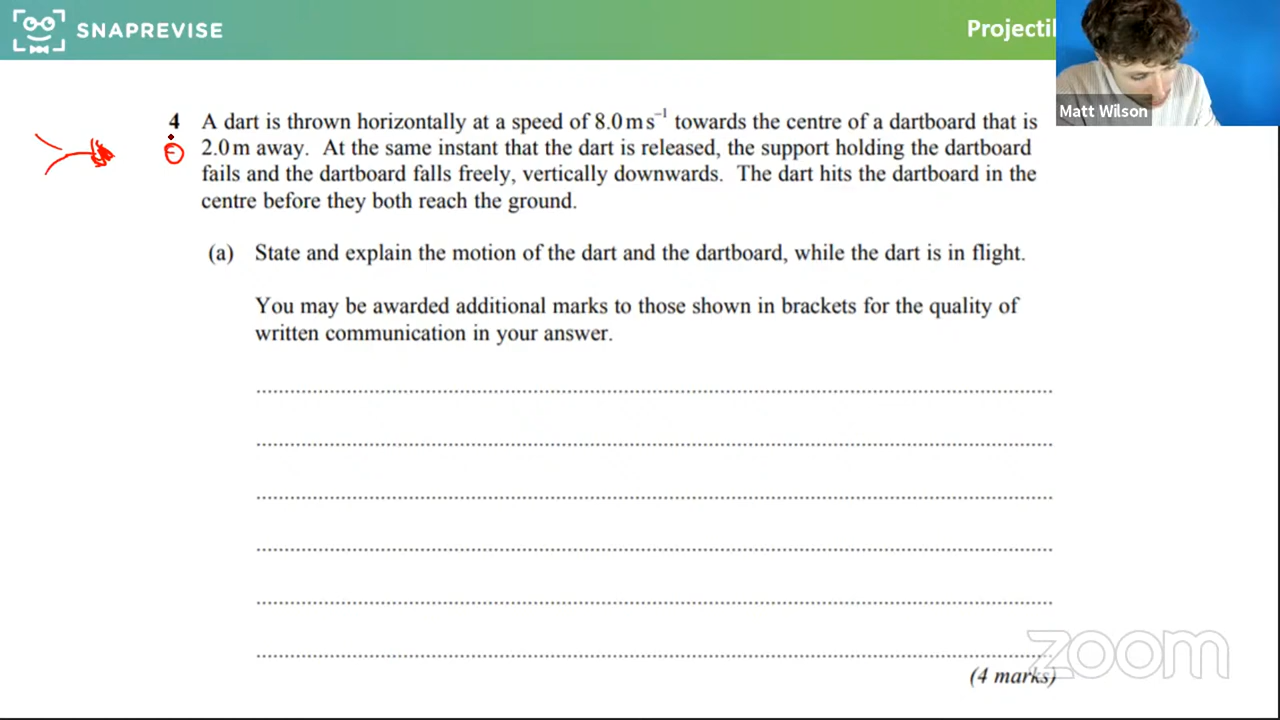 SNAPREVISE
Projectil
Matt Wilson
4 A dart is thrown horizontally at a speed of 8.0 m s⁻¹ towards the centre of a dartboard that is
2.0 m away. At the same instant that the dart is released, the support holding the dartboard
fails and the dartboard falls freely, vertically downwards. The dart hits the dartboard in the
centre before they both reach the ground.
(a) State and explain the motion of the dart and the dartboard, while the dart is in flight.
You may be awarded additional marks to those shown in brackets for the quality of
written communication in your answer.
zoom
(4 marks)